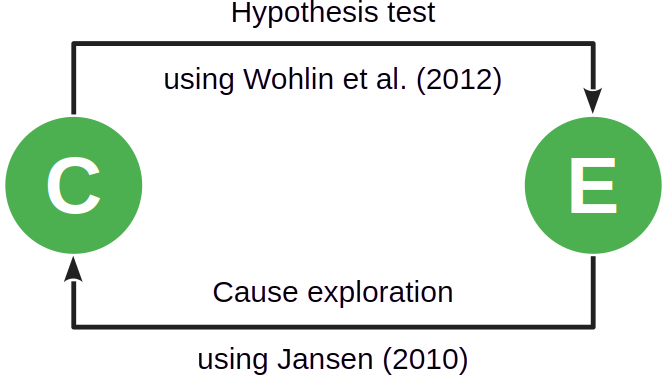 Hypothesis test
using Wohlin et al. (2012)
C
E
Cause exploration
using Jansen (2010)